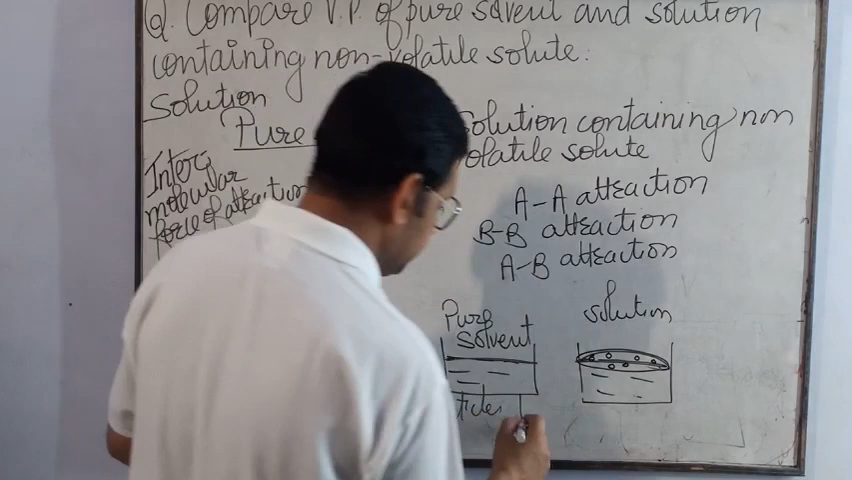 Q. Compare V.P. of pure solvent and solution
containing non-volatile solute:
Solution
Pure
Solution containing non
volatile solute
Inter
molecular
force of attraction
A-A attraction
B-B attraction
A-B attraction
Pure
solvent
solution
ticles